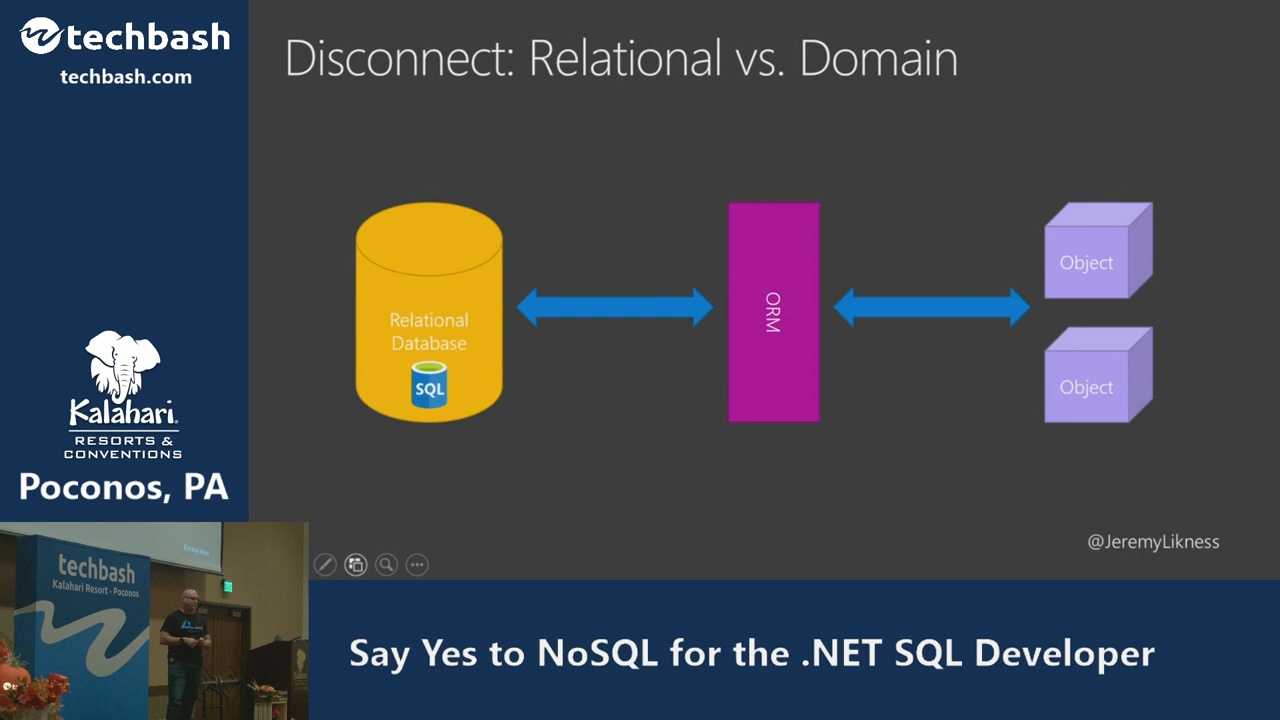 techbash
techbash.com
Disconnect: Relational vs. Domain
Relational
Database
SQL
ORM
Object
Object
@JeremyLikness
Kalahari.
RESORTS &
CONVENTIONS
Poconos, PA
techbash
Kalahari Resort - Poconos
Say Yes to NoSQL for the .NET SQL Developer